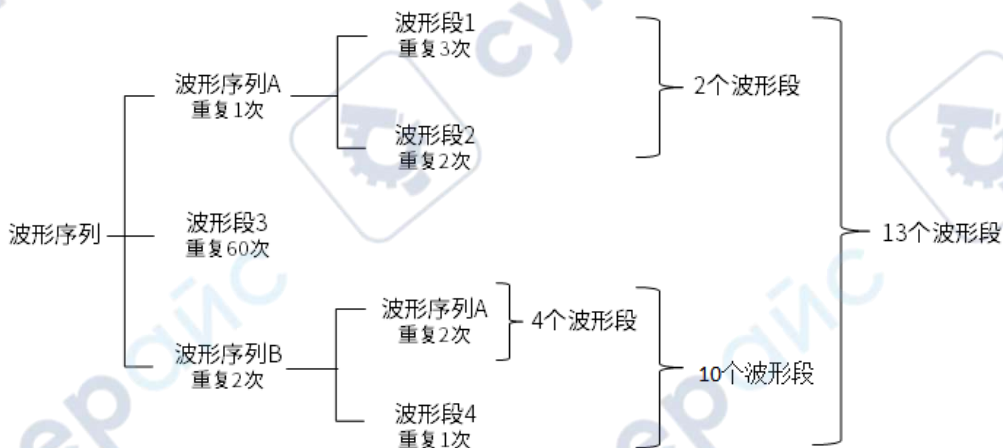 波形段1
重复3次
波形序列A
重复1次
2个波形段
波形段2
重复2次
波形序列
波形段3
重复60次
13个波形段
波形序列A
重复2次
4个波形段
波形序列B
重复2次
10个波形段
波形段4
重复1次